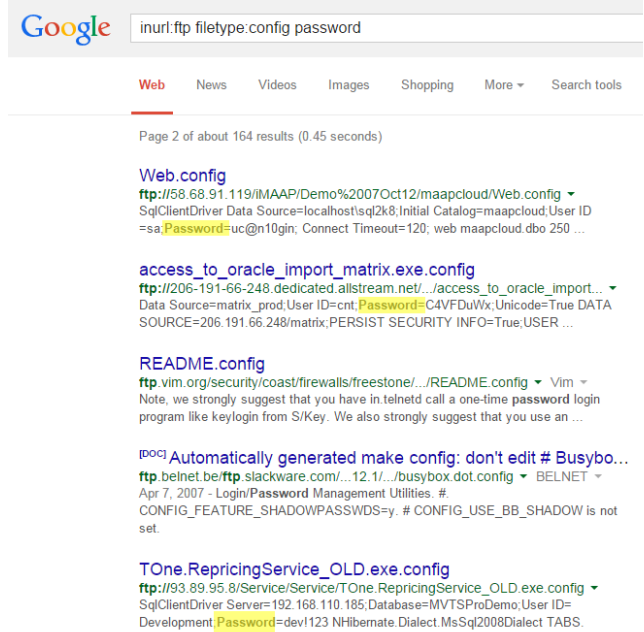 Google inurl:ftp filetype:config password
Web News Videos Images Shopping More Search tools
Page 2 of about 164 results (0.45 seconds)
Web.config
ftp://58.68.91.119/iMAAP/Demo%2007Oct12/maapcloud/Web.config
SqlClientDriver Data Source=localhost\sql2k8;Initial Catalog=maapcloud;User ID
=sa;Password=uc@n10gin; Connect Timeout=120; web maapcloud.dbo 250 ...
access_to_oracle_import_matrix.exe.config
ftp://206-191-66-248.dedicated.allstream.net/.../access_to_oracle_import...
Data Source=matrix_prod;User ID=cnt;Password=C4VFDuWx;Unicode=True DATA
SOURCE=206.191.66.248/matrix;PERSIST SECURITY INFO=True;USER ...
README.config
ftp.vim.org/security/coast/firewalls/freestone/.../README.config Vim
Note, we strongly suggest that you have in.telnetd call a one-time password login
program like keylogin from S/Key. We also strongly suggest that you use an ...
[DOC] Automatically generated make config: don't edit # Busybo...
ftp.belnet.be/ftp.slackware.com/...12.1/.../busybox.dot.config BELNET
Apr 7, 2007 - Login/Password Management Utilities. #.
CONFIG_FEATURE_SHADOWPASSWDS=y. # CONFIG_USE_BB_SHADOW is not
set.
TOne.RepricingService_OLD.exe.config
ftp://93.89.95.8/Service/Service/TOne.RepricingService_OLD.exe.config
SqlClientDriver Server=192.168.110.185;Database=MVTSProDemo;User ID=
Development;Password=dev!123 NHibernate.Dialect.MsSql2008Dialect TABS.